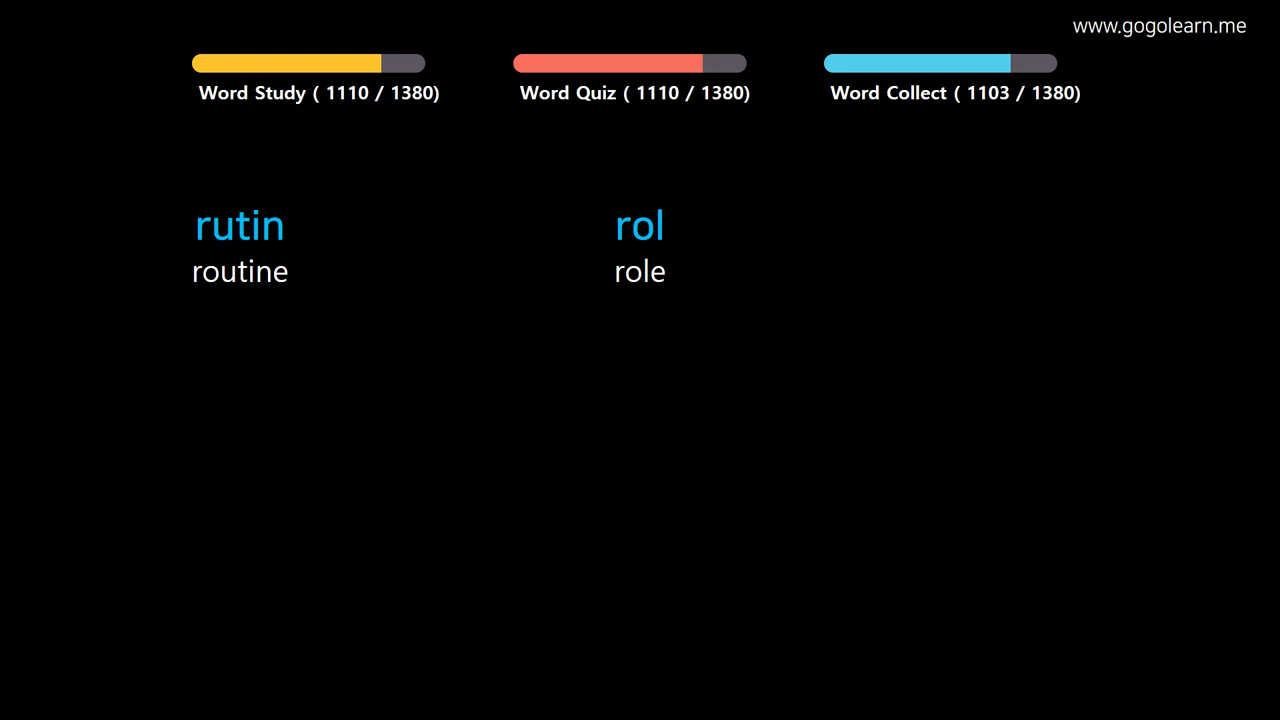 www.gogolearn.me
Word Study ( 1110 / 1380)
Word Quiz ( 1110 / 1380)
Word Collect ( 1103 / 1380)
rutin
routine
rol
role